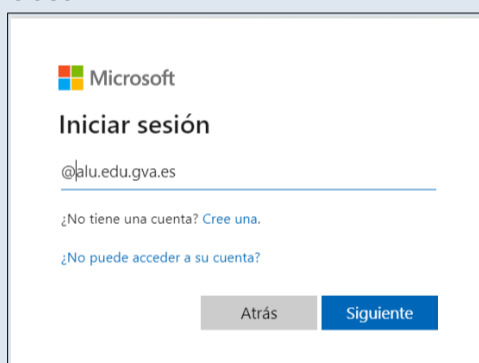 Microsoft
Iniciar sesión
@alu.edu.gva.es
¿No tiene una cuenta? Cree una.
¿No puede acceder a su cuenta?
Atrás Siguiente